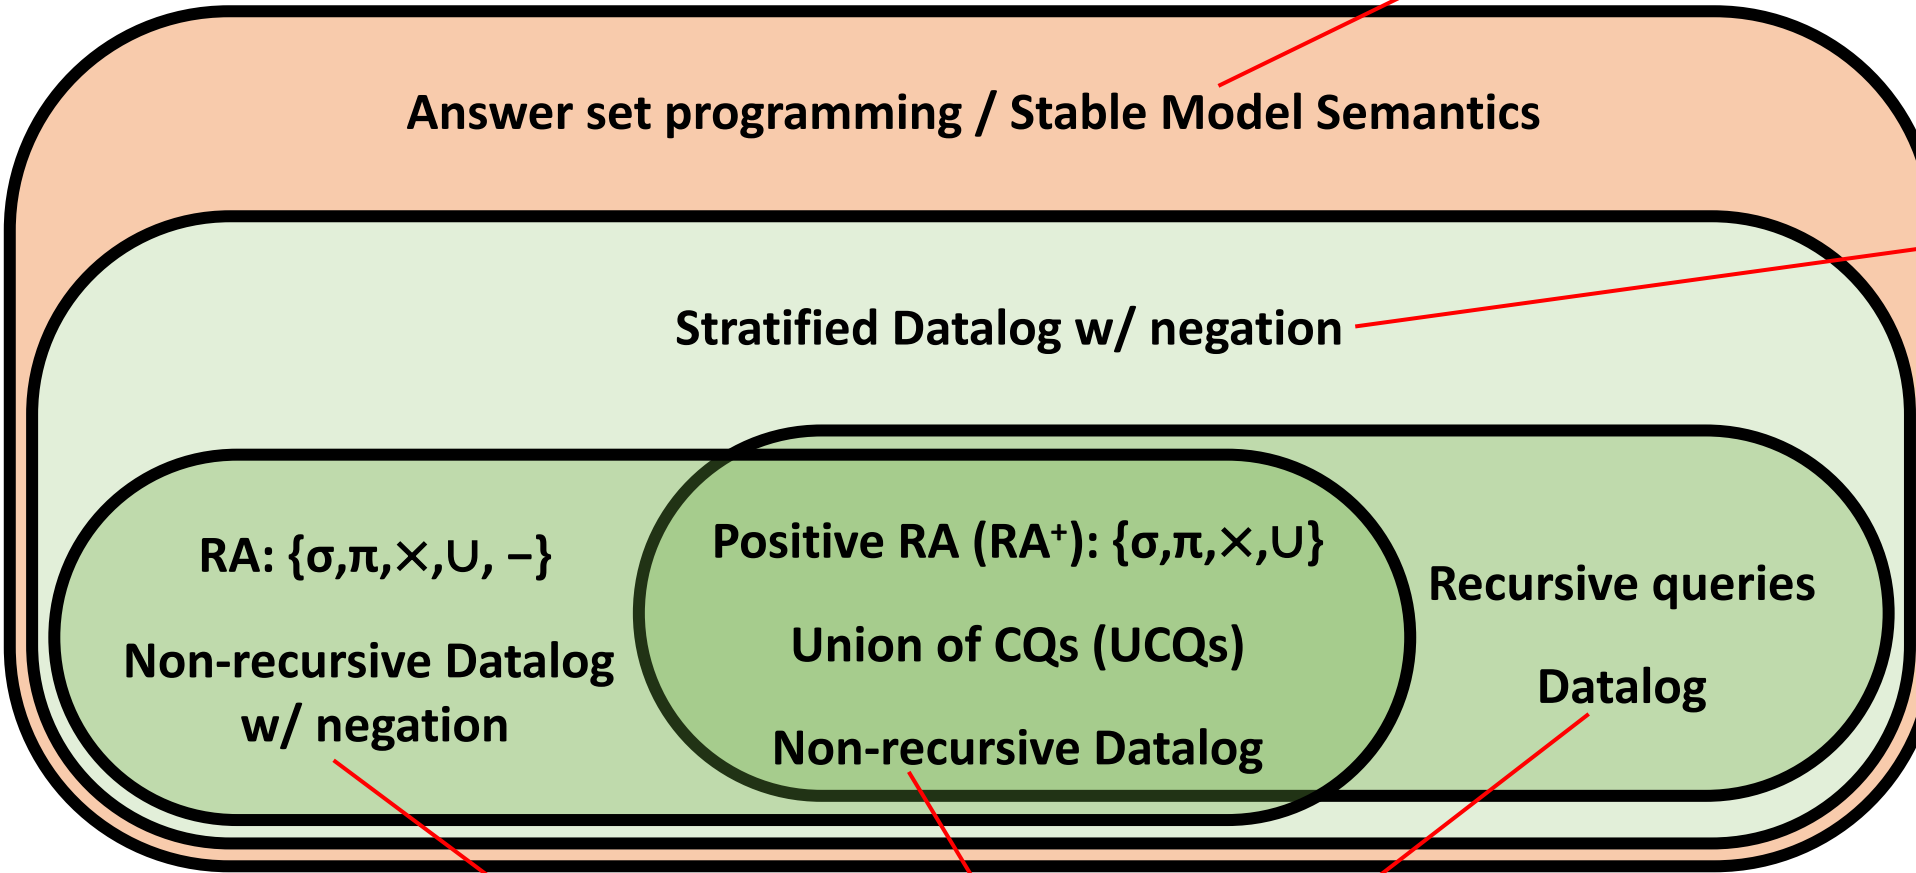 Answer set programming / Stable Model Semantics
Stratified Datalog w/ negation
RA: {σ,π,×,∪, −}
Non-recursive Datalog
w/ negation
Positive RA (RA⁺): {σ,π,×,∪}
Union of CQs (UCQs)
Non-recursive Datalog
Recursive queries
Datalog